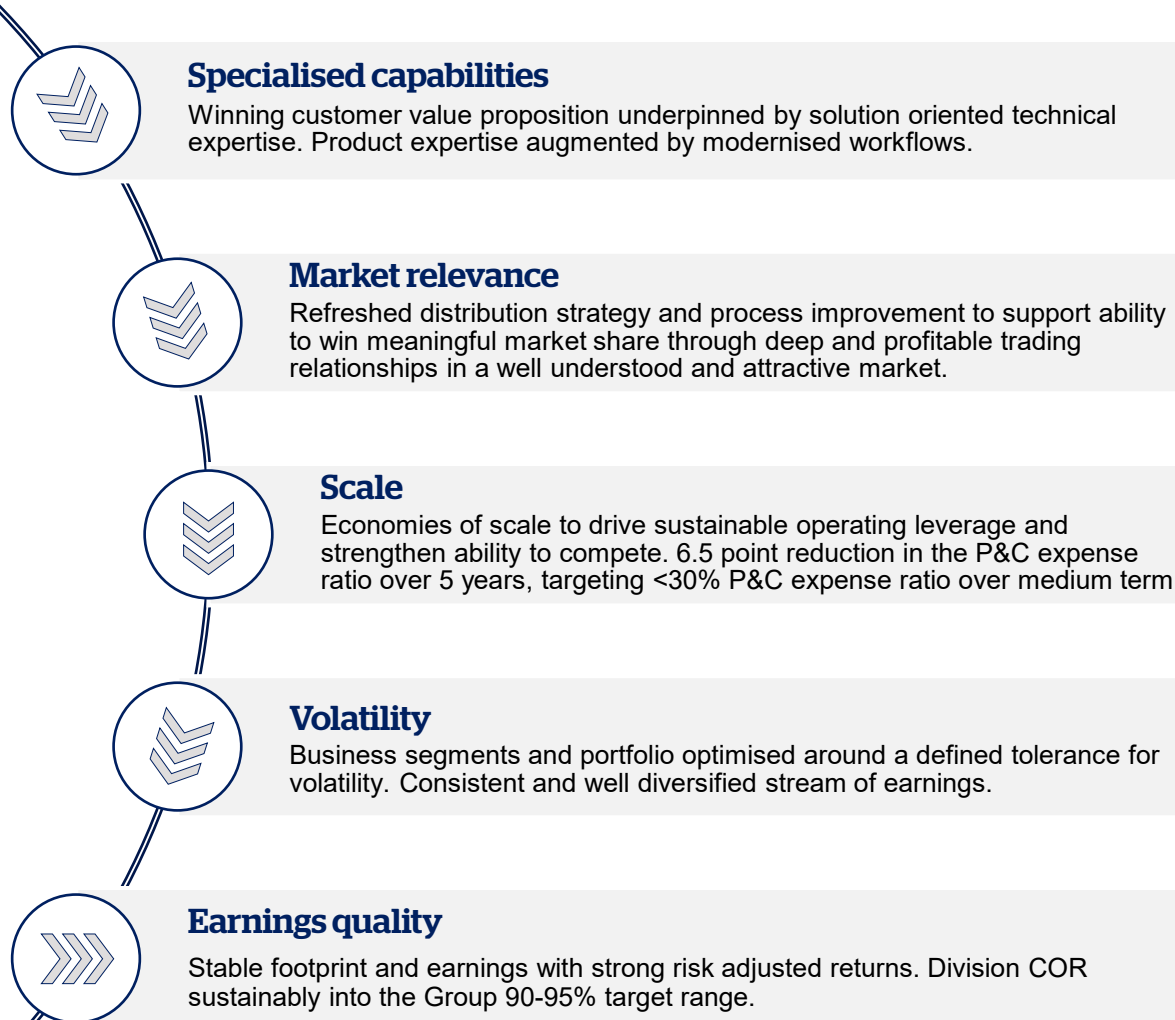 Specialised capabilities
Winning customer value proposition underpinned by solution oriented technical
expertise. Product expertise augmented by modernised workflows.
Market relevance
Refreshed distribution strategy and process improvement to support ability
to win meaningful market share through deep and profitable trading
relationships in a well understood and attractive market.
Scale
Economies of scale to drive sustainable operating leverage and
strengthen ability to compete. 6.5 point reduction in the P&C expense
ratio over 5 years, targeting <30% P&C expense ratio over medium term
Volatility
Business segments and portfolio optimised around a defined tolerance for
volatility. Consistent and well diversified stream of earnings.
Earnings quality
Stable footprint and earnings with strong risk adjusted returns. Division COR
sustainably into the Group 90-95% target range.